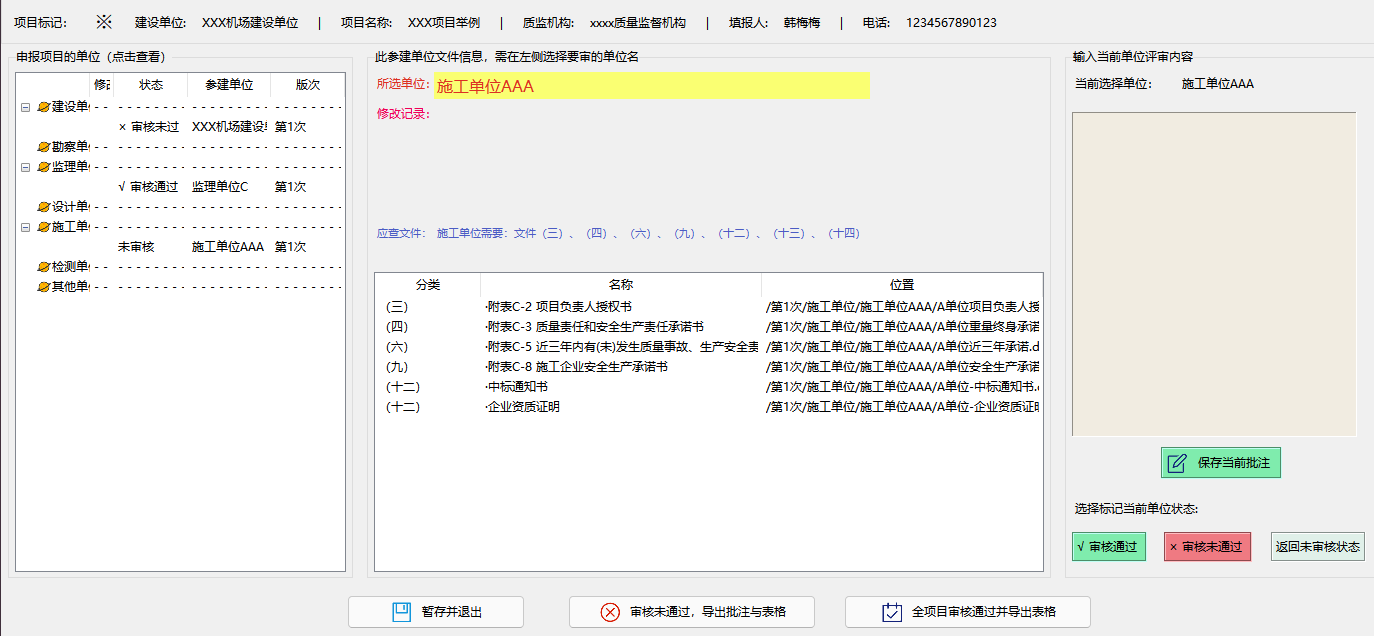 项目标记: ※ 建设单位: XXX机场建设单位 | 项目名称: XXX项目举例 | 质监机构: xxxx质量监督机构 | 填报人: 韩梅梅 | 电话: 1234567890123
申报项目的单位（点击查看）
修改 状态 参建单位 版次
建设单位 - - - - - - - - - - - - - - - - - - - - - - - -
× 审核未过 XXX机场建设单 第1次
勘察单 - - - - - - - - - - - - - - - - - - - - - - - -
监理单 - - - - - - - - - - - - - - - - - - - - - - - -
√ 审核通过 监理单位C 第1次
设计单 - - - - - - - - - - - - - - - - - - - - - - - -
施工单 - - - - - - - - - - - - - - - - - - - - - - - -
未审核 施工单位AAA 第1次
检测单 - - - - - - - - - - - - - - - - - - - - - - - -
其他单 - - - - - - - - - - - - - - - - - - - - - - - -
此参建单位文件信息，需在左侧选择要审的单位名
所选单位: 施工单位AAA
修改记录:
应查文件: 施工单位需要: 文件（三）、（四）、（六）、（九）、（十二）、（十三）、（十四）
分类 名称 位置
(三) ·附表C-2 项目负责人授权书 /第1次/施工单位/施工单位AAA/A单位项目负责人授
(四) ·附表C-3 质量责任和安全生产责任承诺书 /第1次/施工单位/施工单位AAA/A单位重量终身承诺
(六) ·附表C-5 近三年内有(未)发生质量事故、生产安全责 /第1次/施工单位/施工单位AAA/A单位近三年承诺.d
(九) ·附表C-8 施工企业安全生产承诺书 /第1次/施工单位/施工单位AAA/A单位安全生产承诺
(十二) ·中标通知书 /第1次/施工单位/施工单位AAA/A单位-中标通知书.
(十二) ·企业资质证明 /第1次/施工单位/施工单位AAA/A单位-企业资质证明
输入当前单位评审内容
当前选择单位: 施工单位AAA
保存当前批注
选择标记当前单位状态:
√ 审核通过 × 审核未通过 返回未审核状态
暂存并退出 审核未通过，导出批注与表格 全项目审核通过并导出表格